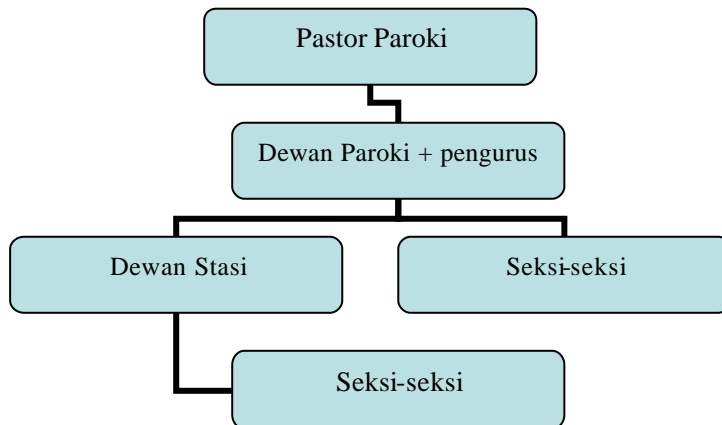 Pastor Paroki
Dewan Paroki + pengurus
Dewan Stasi
Seksi-seksi
Seksi-seksi